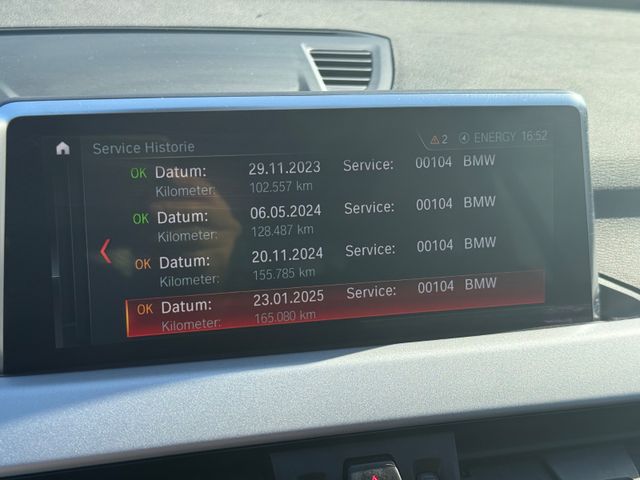 Service Historie
2 4 ENERGY 16:52
OK Datum: 29.11.2023 Service: 00104 BMW
Kilometer: 102.557 km
OK Datum: 06.05.2024 Service: 00104 BMW
Kilometer: 128.487 km
OK Datum: 20.11.2024 Service: 00104 BMW
Kilometer: 155.785 km
OK Datum: 23.01.2025 Service: 00104 BMW
Kilometer: 165.080 km